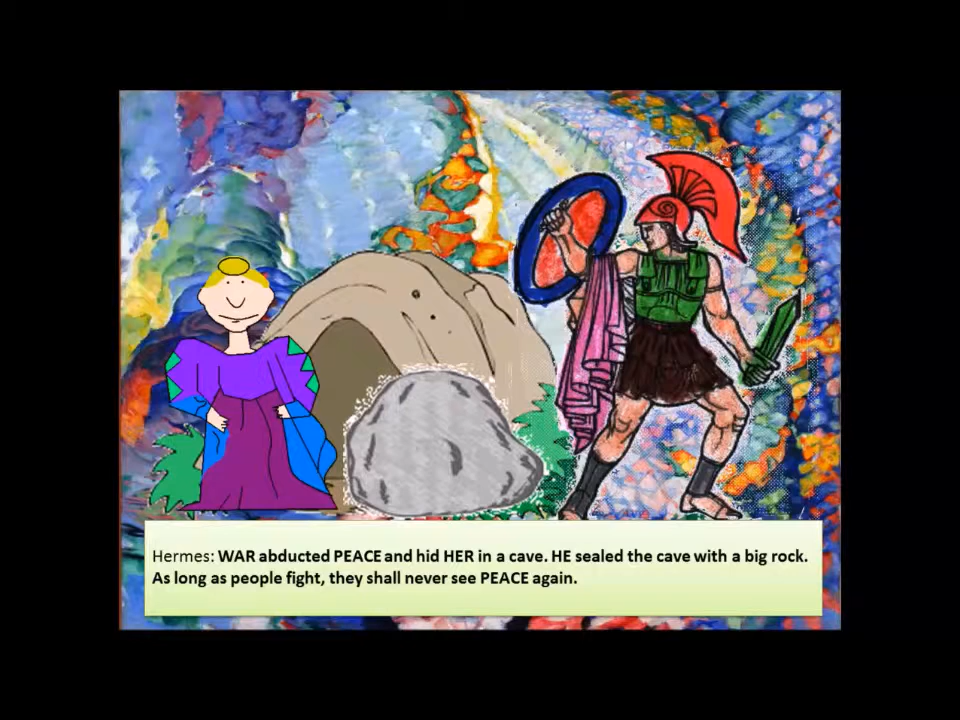 Hermes: WAR abducted PEACE and hid HER in a cave. HE sealed the cave with a big rock.
As long as people fight, they shall never see PEACE again.